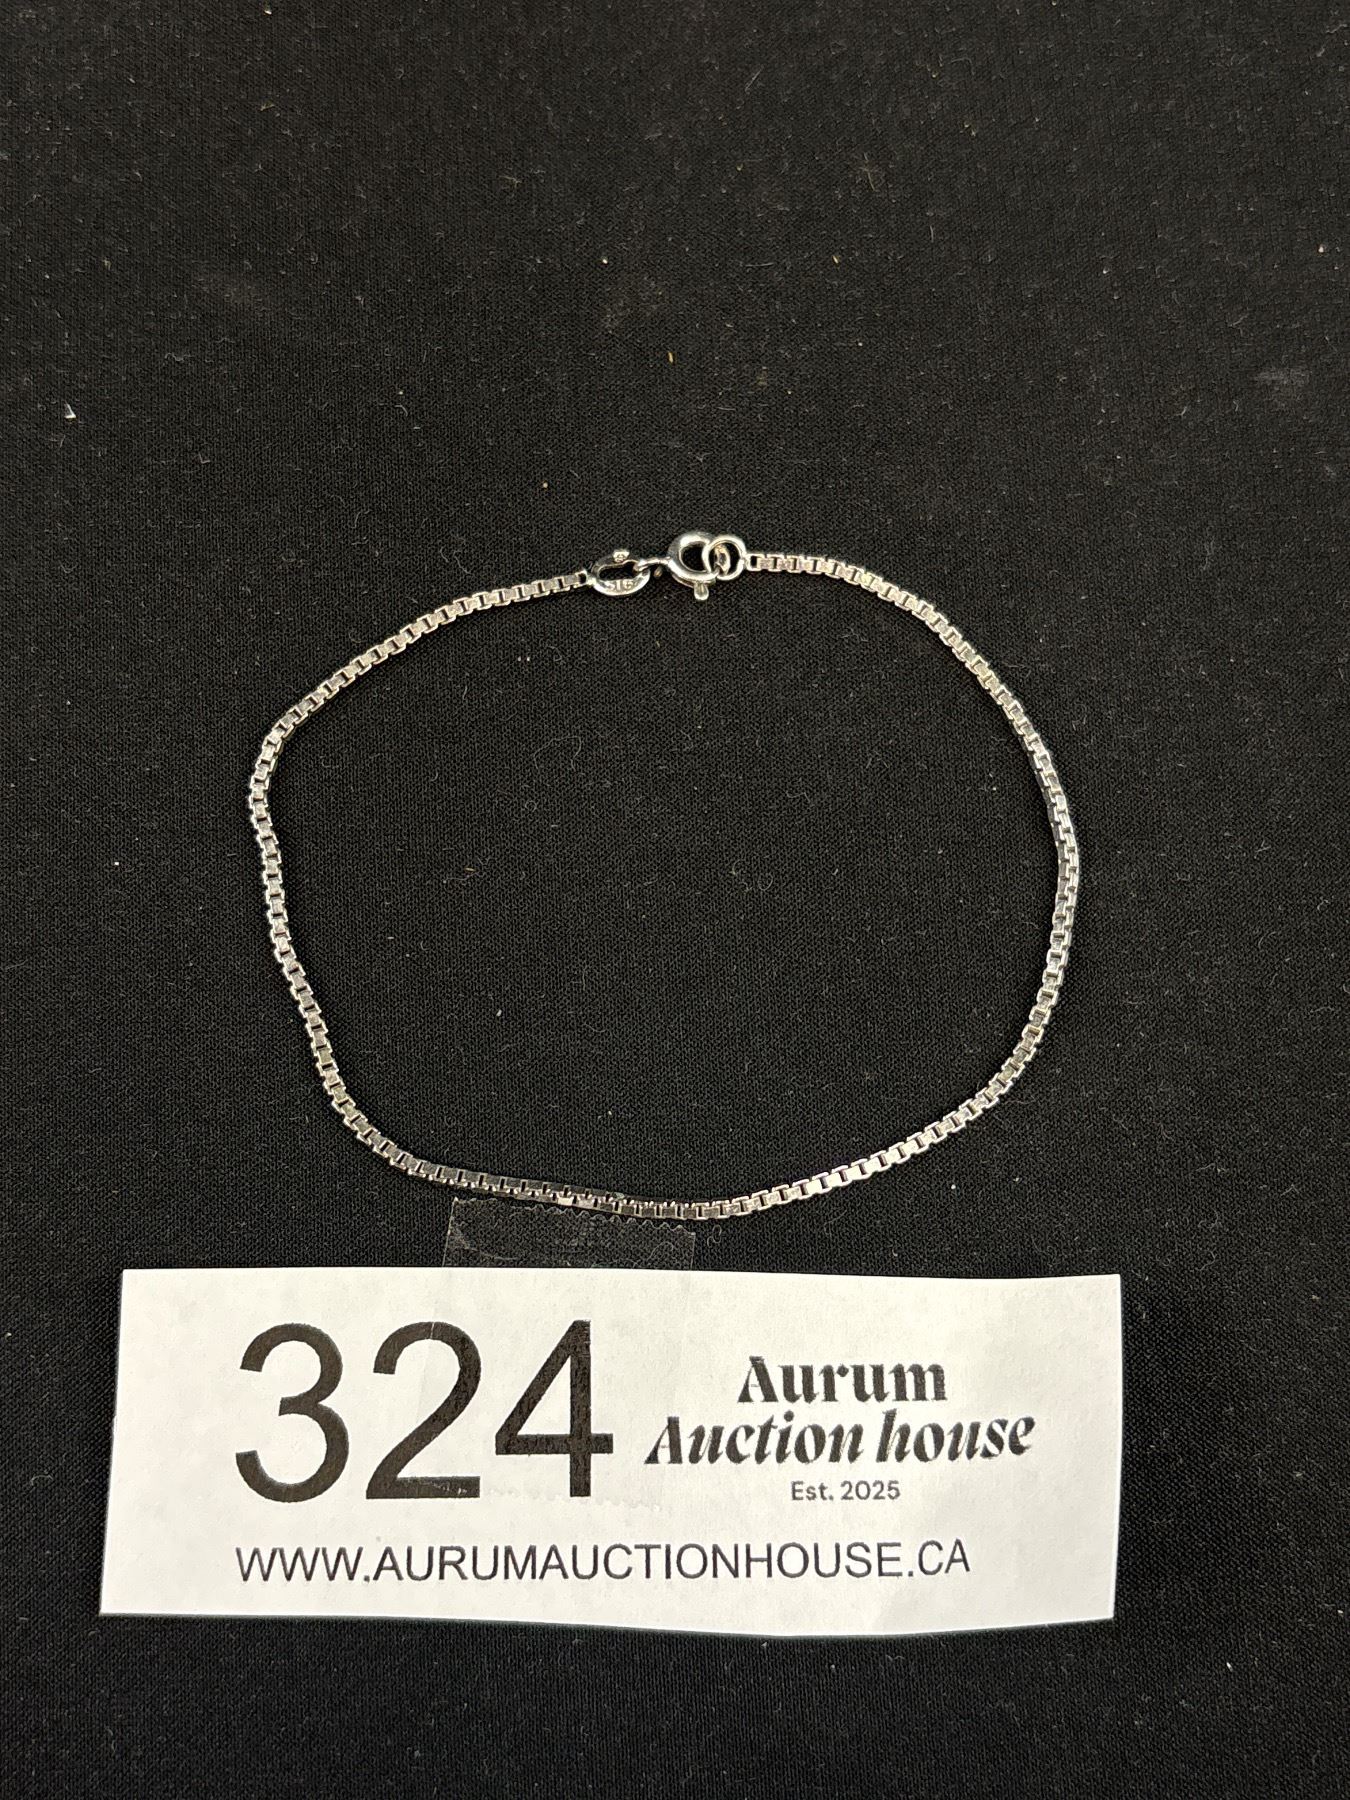 324
Aurum
Auction house
Est. 2025
WWW.AURUMAUCTIONHOUSE.CA